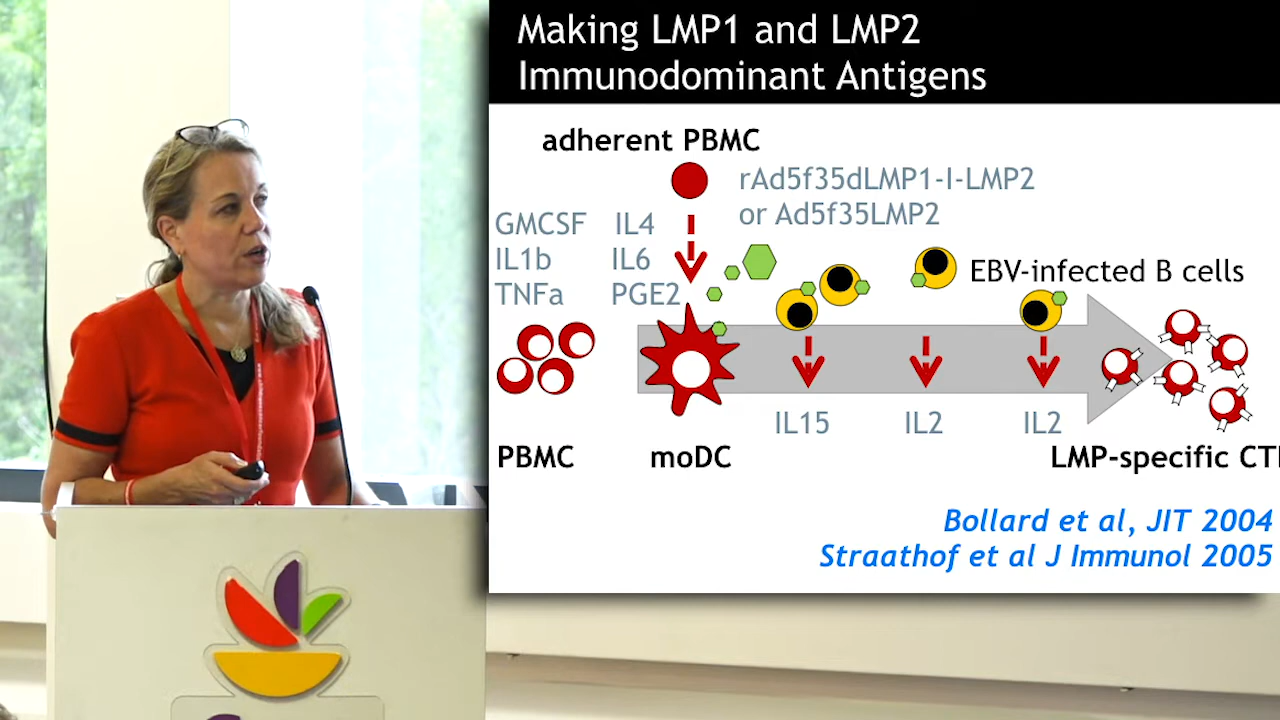 Making LMP1 and LMP2
Immunodominant Antigens
adherent PBMC
rAd5f35dLMP1-I-LMP2
or Ad5f35LMP2
GMCSF IL4
IL1b IL6
TNFa PGE2
EBV-infected B cells
IL15 IL2 IL2
PBMC moDC LMP-specific CTL
Bollard et al, JIT 2004
Straathof et al J Immunol 2005